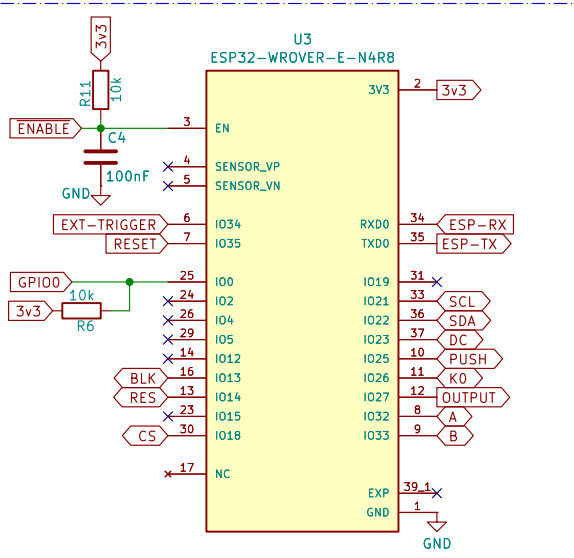 U3
ESP32-WROVER-E-N4R8
3v3
R11
10k
ENABLE
C4
100nF
GND
3 EN
4 SENSOR_VP
5 SENSOR_VN
EXT-TRIGGER 6 IO34
RESET 7 IO35
GPIO0 25 IO0
10k
3v3
R6
24 IO2
26 IO4
29 IO5
14 IO12
BLK 16 IO13
RES 13 IO14
23 IO15
CS 30 IO18
17 NC
3V3 2 3v3
RXD0 34 ESP-RX
TXD0 35 ESP-TX
IO19 31
IO21 33 SCL
IO22 36 SDA
IO23 37 DC
IO25 10 PUSH
IO26 11 K0
IO27 12 OUTPUT
IO32 8 A
IO33 9 B
EXP 39_1
GND 1
GND